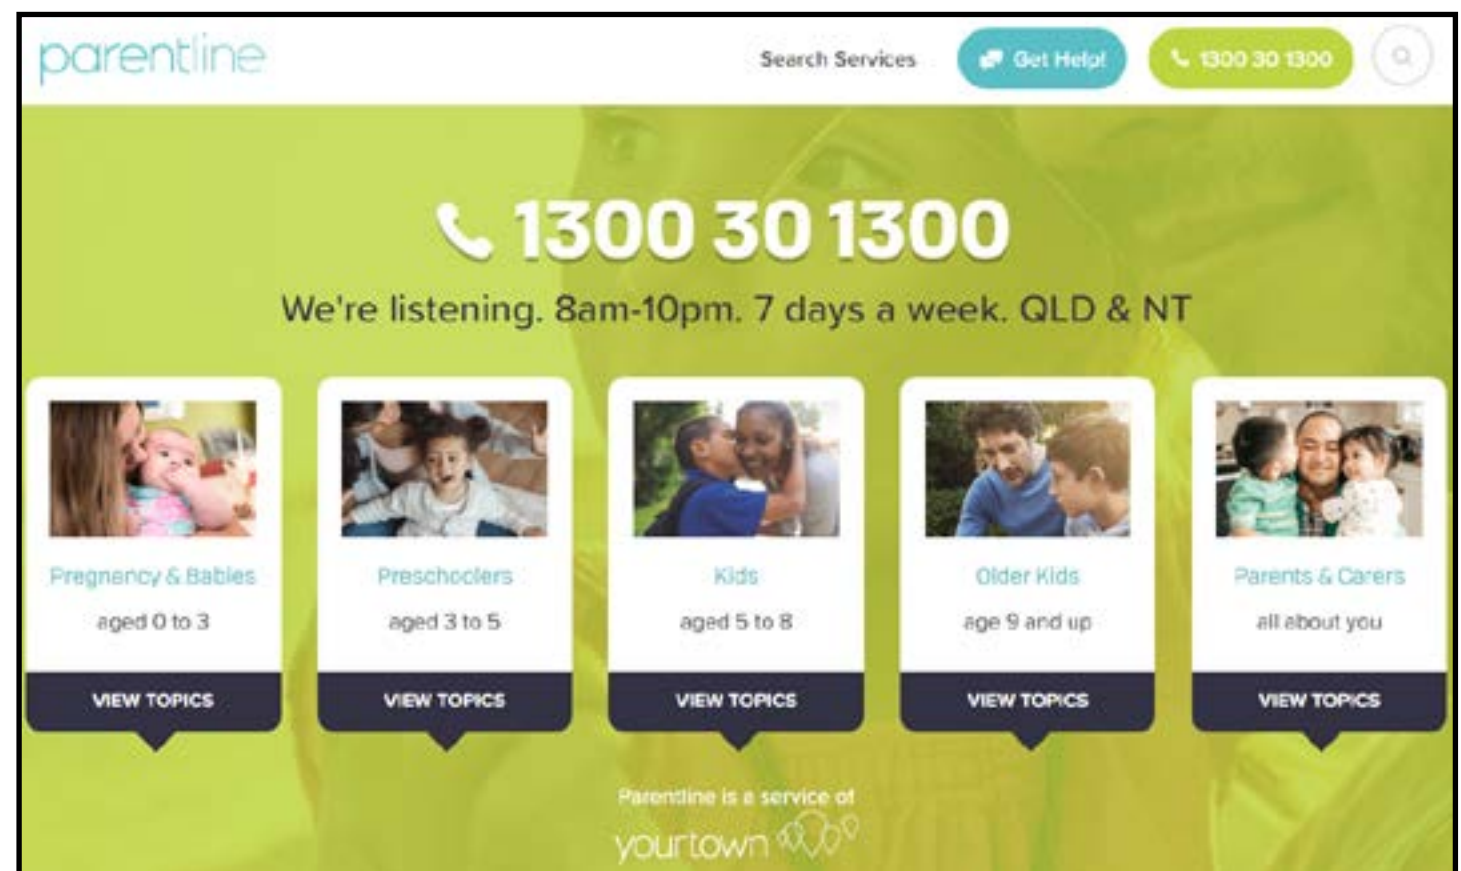 parentline
Search Services
Get Help!
1300 30 1300
1300 30 1300
We're listening. 8am-10pm. 7 days a week. QLD & NT
Pregnancy & Babies
aged 0 to 3
VIEW TOPICS
Preschoolers
aged 3 to 5
VIEW TOPICS
Kids
aged 5 to 8
VIEW TOPICS
Older Kids
age 9 and up
VIEW TOPICS
Parents & Carers
all about you
VIEW TOPICS
Parentline is a service of
yourtown